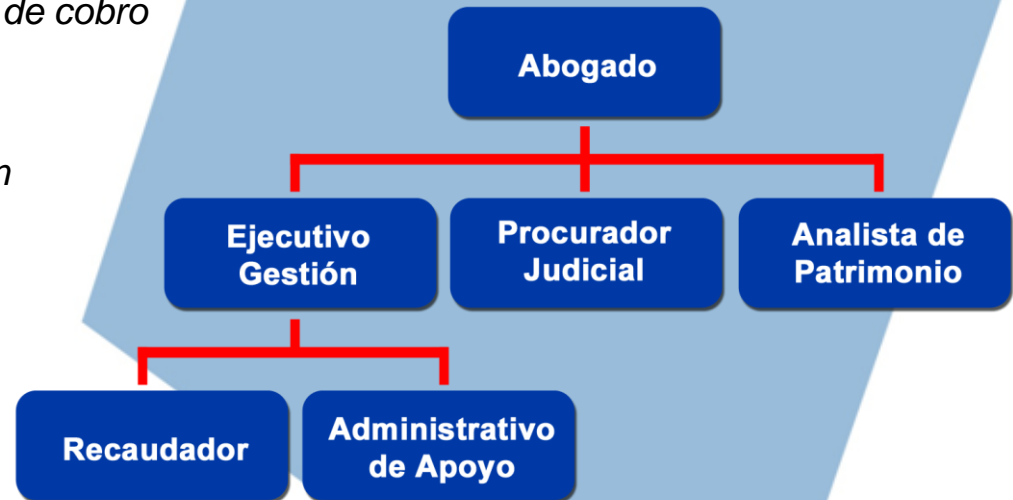 de cobro
Abogado
n
Ejecutivo
Gestión
Procurador
Judicial
Analista de
Patrimonio
Recaudador
Administrativo
de Apoyo